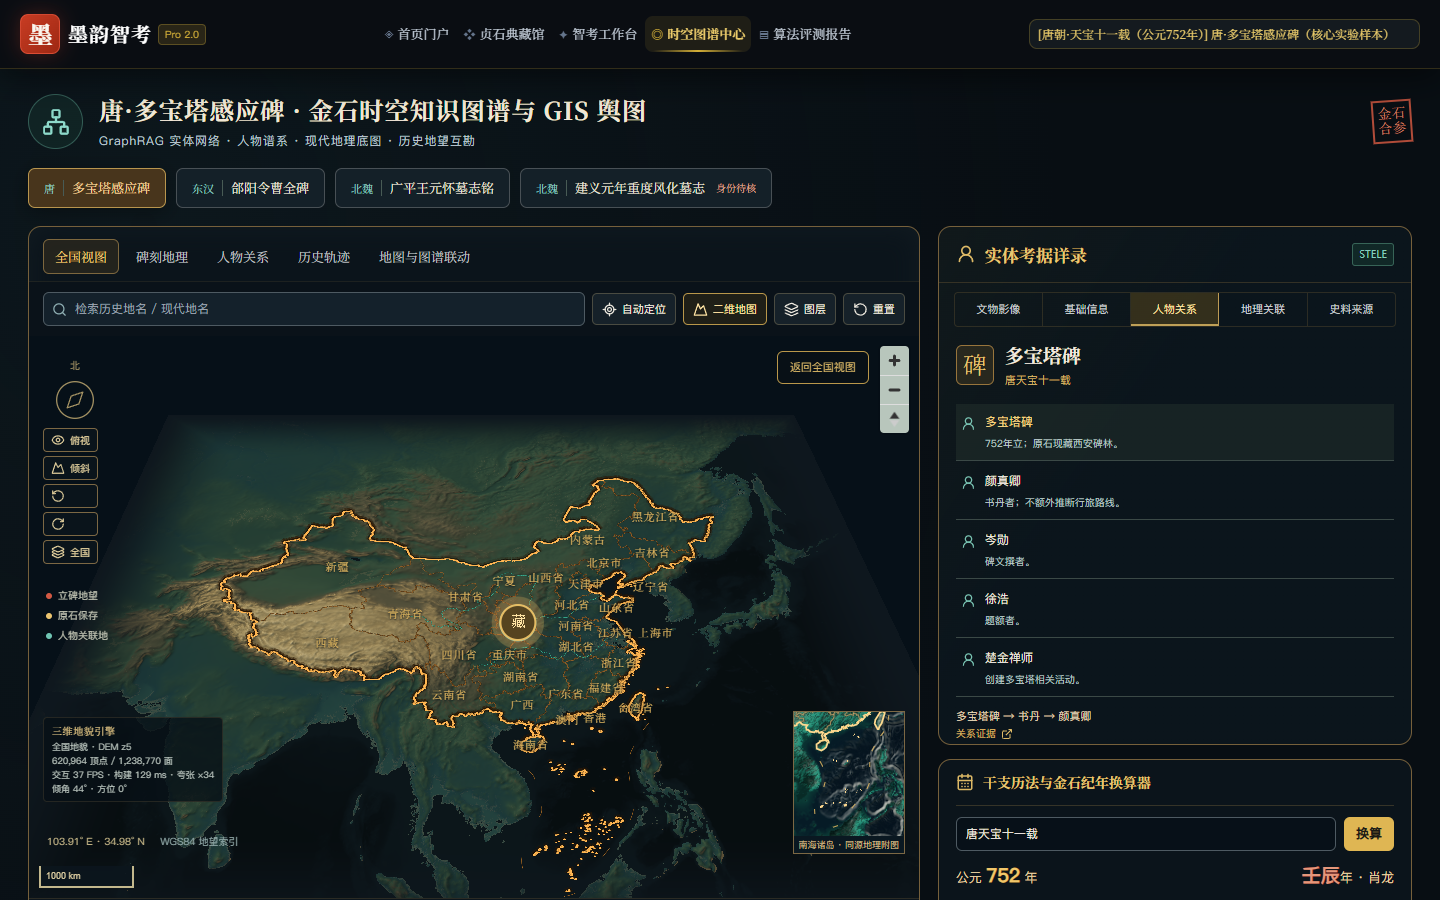 墨 墨韵智考 Pro 2.0
首页门户 贞石典藏馆 智考工作台 时空图谱中心 算法评测报告
[唐朝·天宝十一载（公元752年）] 唐·多宝塔感应碑（核心实验样本）
唐·多宝塔感应碑 · 金石时空知识图谱与 GIS 舆图
GraphRAG 实体网络 · 人物谱系 · 现代地理底图 · 历史地望互勘
金石
合参
唐 多宝塔感应碑
东汉 郃阳令曹全碑
北魏 广平王元怀墓志铭
北魏 建义元年重度风化墓志 身份待核
全国视图 碑刻地理 人物关系 历史轨迹 地图与图谱联动
检索历史地名 / 现代地名
自动定位 二维地图 图层 重置
返回全国视图
北
俯视
倾斜
全国
立碑地望
原石保存
人物关联地
黑龙江省
内蒙古
吉林省
北京市
新疆
宁夏
山西省
天津市
辽宁省
甘肃省
河北省
山东省
青海省
藏
河南省
江苏省
上海市
西藏
四川省
重庆市
湖北省
浙江省
湖南省
云南省
广西
广东省
福建省
台湾省
澳门
香港
海南省
三维地貌引擎
全国地貌 · DEM z5
620,964 顶点 / 1,238,770 面
交互 37 FPS · 构建 129 ms · 夸张 ×34
倾角 44° · 方位 0°
103.91° E · 34.98° N WGS84 地望索引
1000 km
南海诸岛 · 同源地理附图
实体考据详录 STELE
文物影像 基础信息 人物关系 地理关联 史料来源
碑 多宝塔碑
唐天宝十一载
多宝塔碑
752年立；原石现藏西安碑林。
颜真卿
书丹者；不额外推断行旅路线。
岑勋
碑文撰者。
徐浩
题额者。
楚金禅师
创建多宝塔相关活动。
多宝塔碑 → 书丹 → 颜真卿
关系证据
干支历法与金石纪年换算器
唐天宝十一载 换算
公元 752 年 壬辰年 · 肖龙